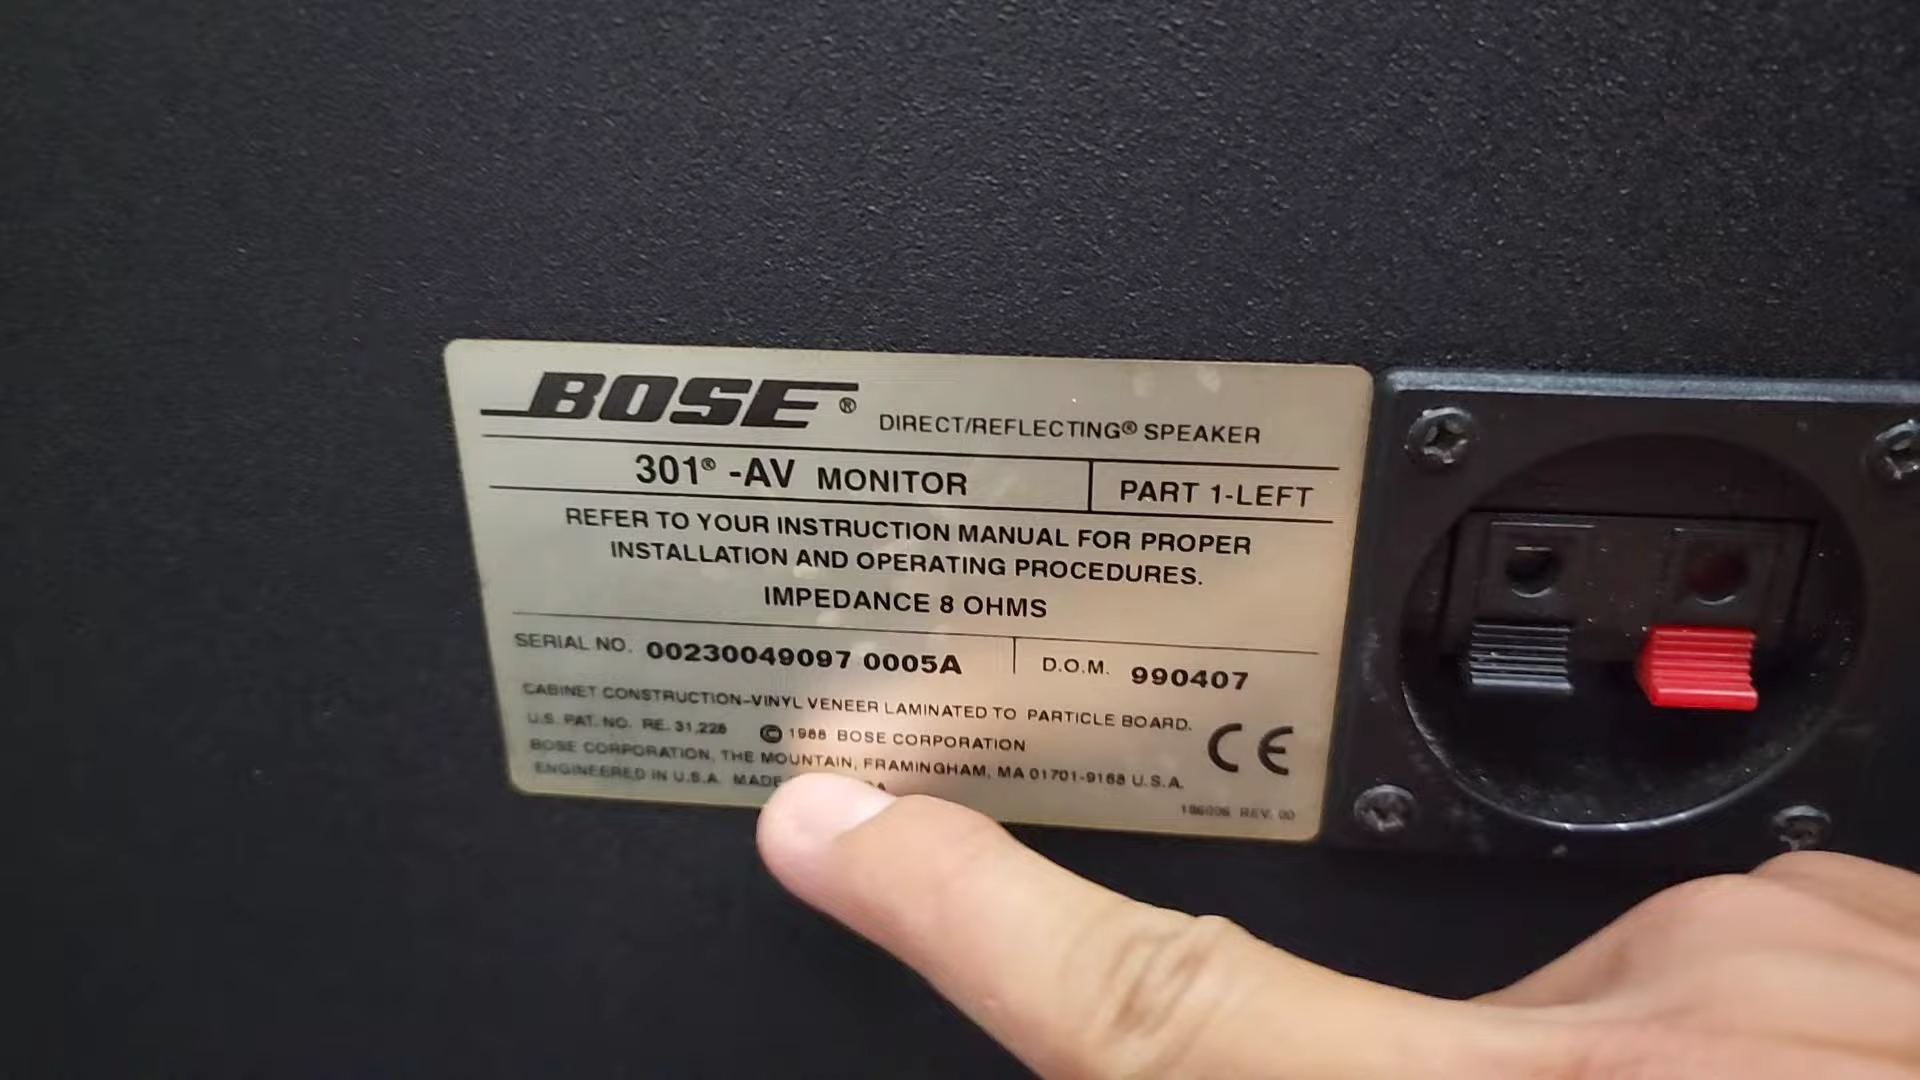 BOSE® DIRECT/REFLECTING® SPEAKER
301® -AV MONITOR PART 1-LEFT
REFER TO YOUR INSTRUCTION MANUAL FOR PROPER
INSTALLATION AND OPERATING PROCEDURES.
IMPEDANCE 8 OHMS
SERIAL NO. 00230049097 0005A D.O.M. 990407
CABINET CONSTRUCTION-VINYL VENEER LAMINATED TO PARTICLE BOARD.
U.S. PAT. NO. RE. 31,228 © 1988 BOSE CORPORATION CE
BOSE CORPORATION, THE MOUNTAIN, FRAMINGHAM, MA 01701-9168 U.S.A.
ENGINEERED IN U.S.A. MADE
REV. 00